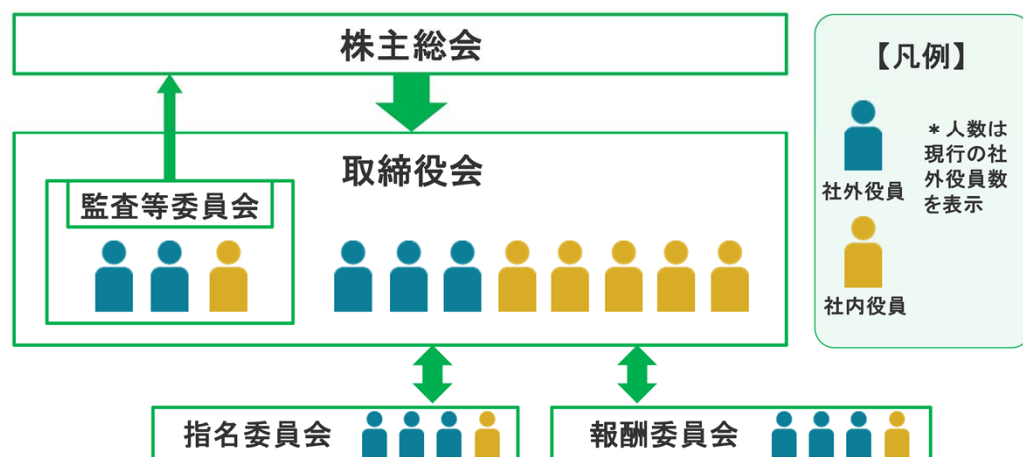 株主総会
【凡例】
*人数は
現行の社
外役員数
を表示
社外役員
社内役員
取締役会
監査等委員会
指名委員会
報酬委員会